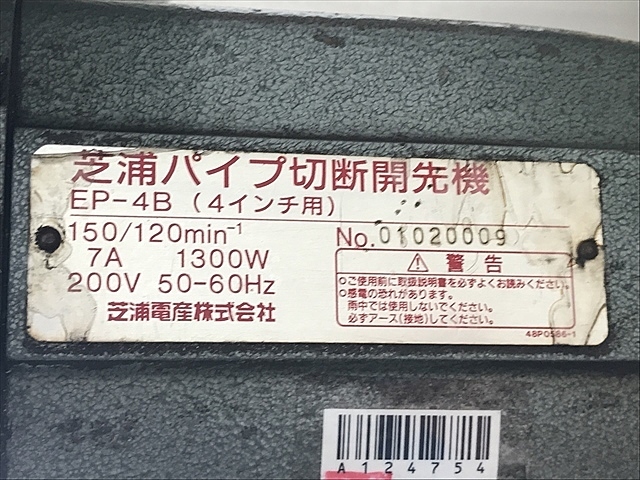 芝浦パイプ切断開先機
EP-4B (4インチ用)
150/120min⁻¹
7A 1300W
200V 50-60Hz
芝浦電産株式会社
No. 01020009
⚠ 警告
○ご使用前に取扱説明書を必ずよくお読みください。
○感電の恐れがあります。
雨中では使用しないでください。
必ずアース(接地)してください。
48P0586-1
A124754